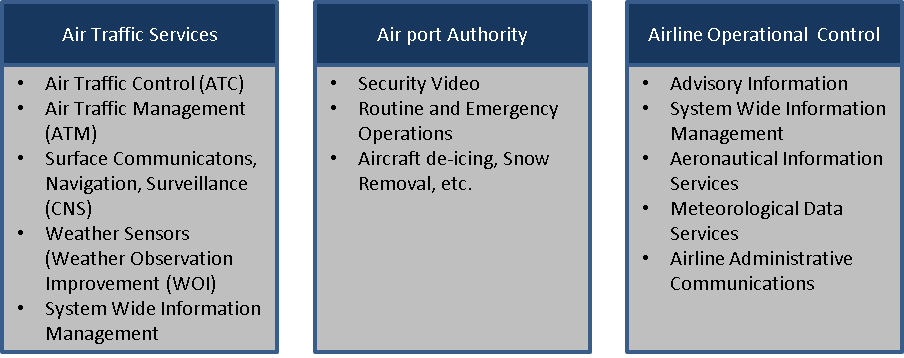 Air Traffic Services
• Air Traffic Control (ATC)
• Air Traffic Management
(ATM)
• Surface Communicatons,
Navigation, Surveillance
(CNS)
• Weather Sensors
(Weather Observation
Improvement (WOI)
• System Wide Information
Management
Air port Authority
• Security Video
• Routine and Emergency
Operations
• Aircraft de-icing, Snow
Removal, etc.
Airline Operational  Control
• Advisory Information
• System Wide Information
Management
• Aeronautical Information
Services
• Meteorological Data
Services
• Airline Administrative
Communications